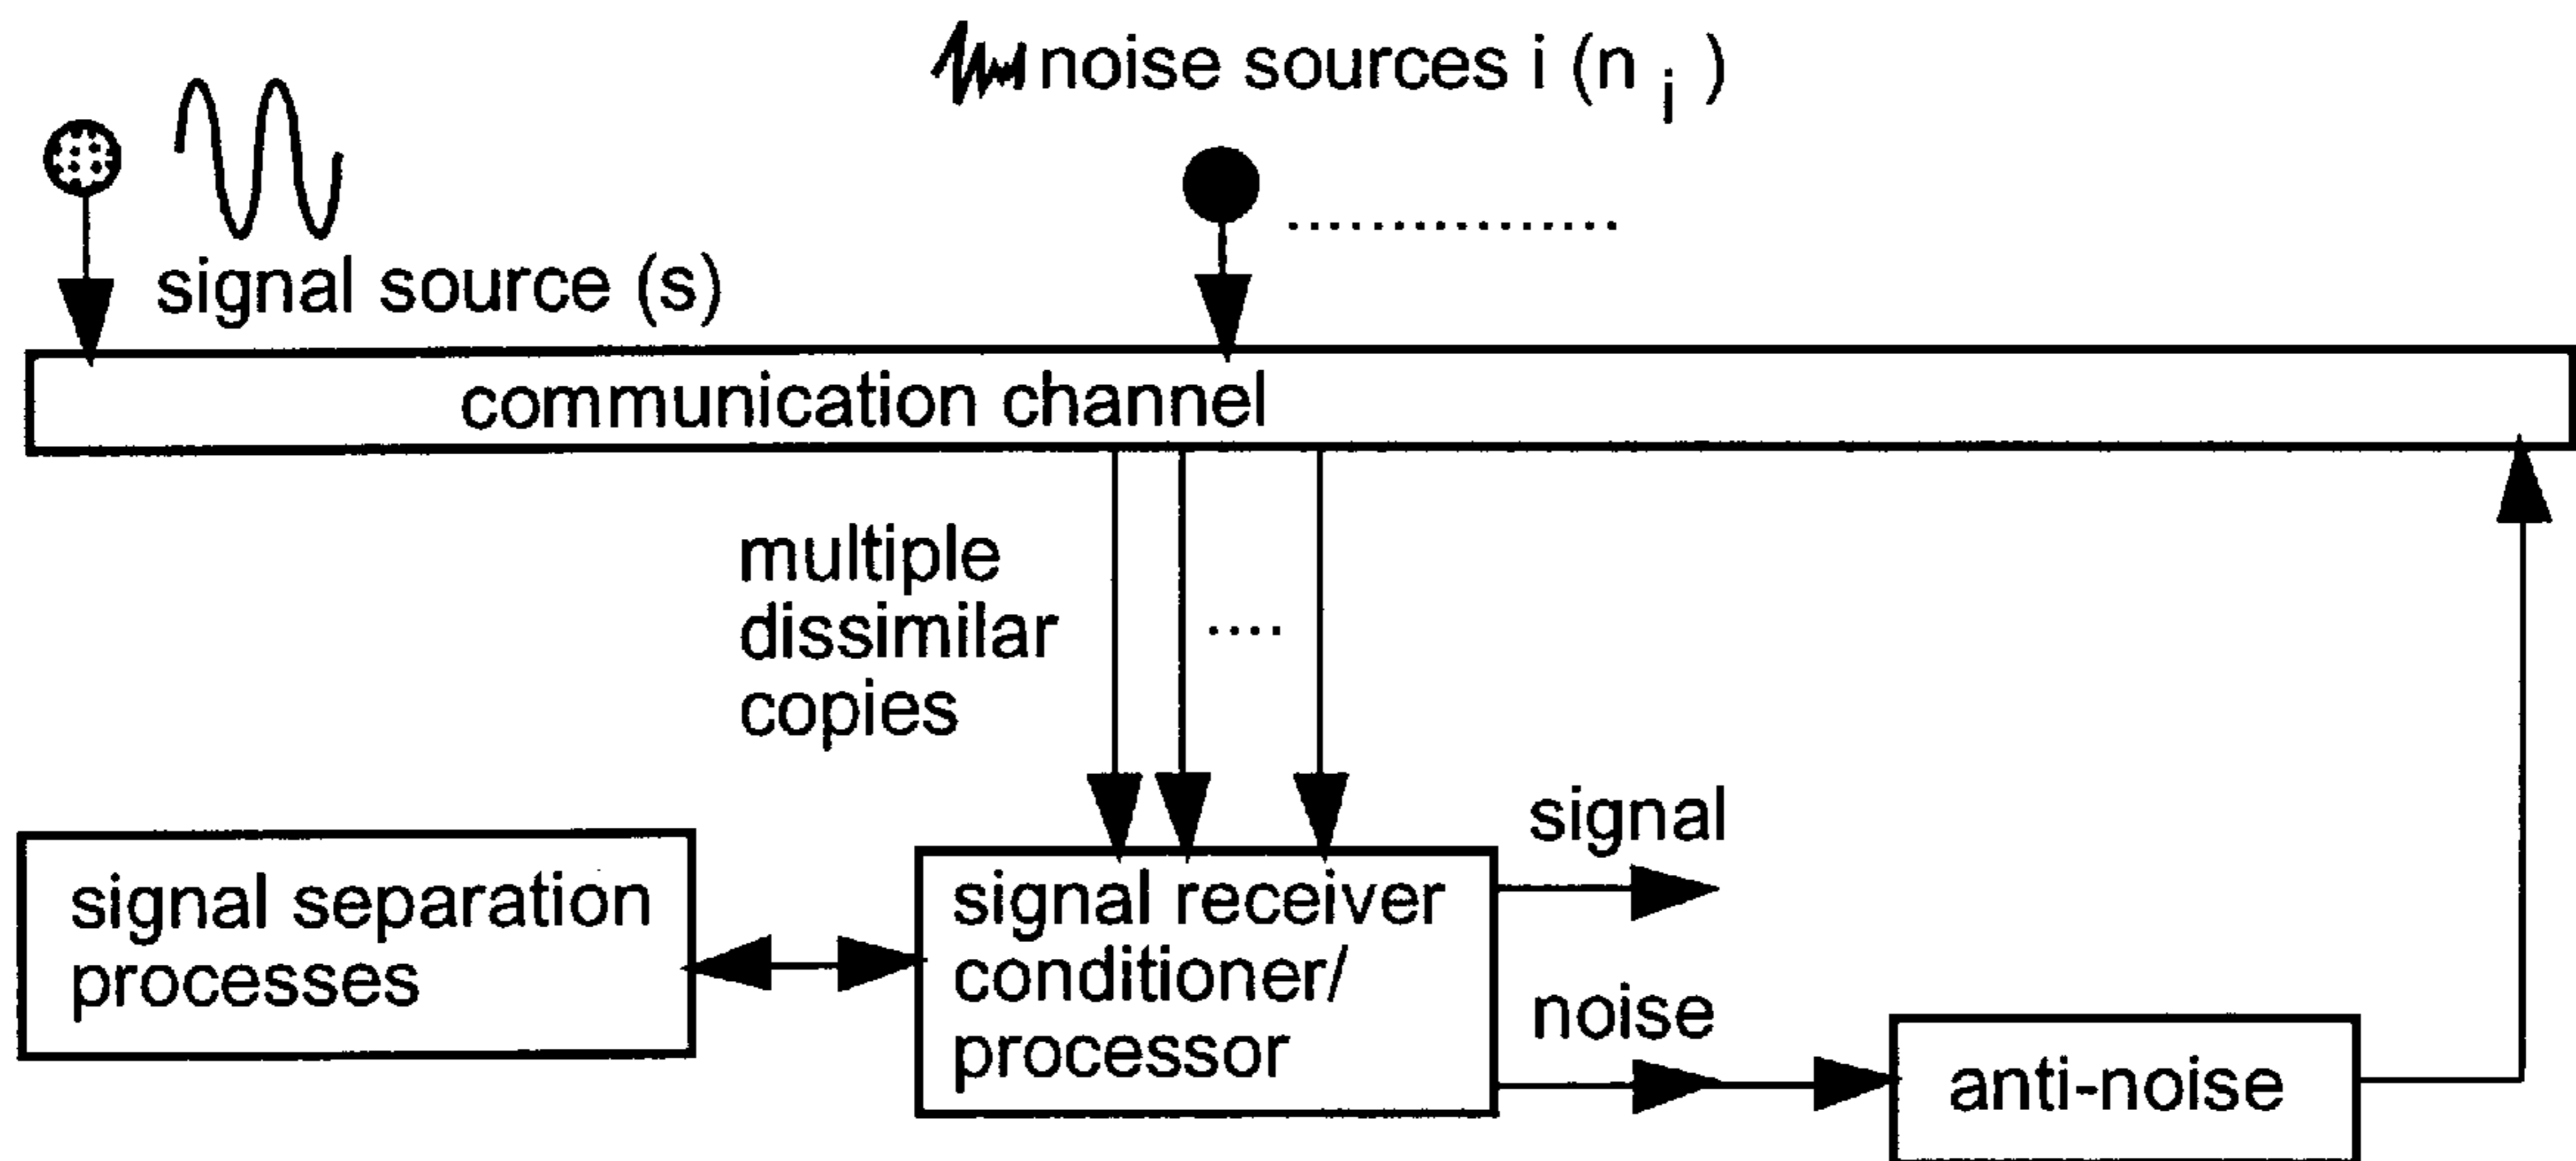 noise sources i (n i )
signal source (s)
communication channel
multiple
dissimilar
copies
signal separation
processes
signal receiver
conditioner/
processor
signal
noise
anti-noise